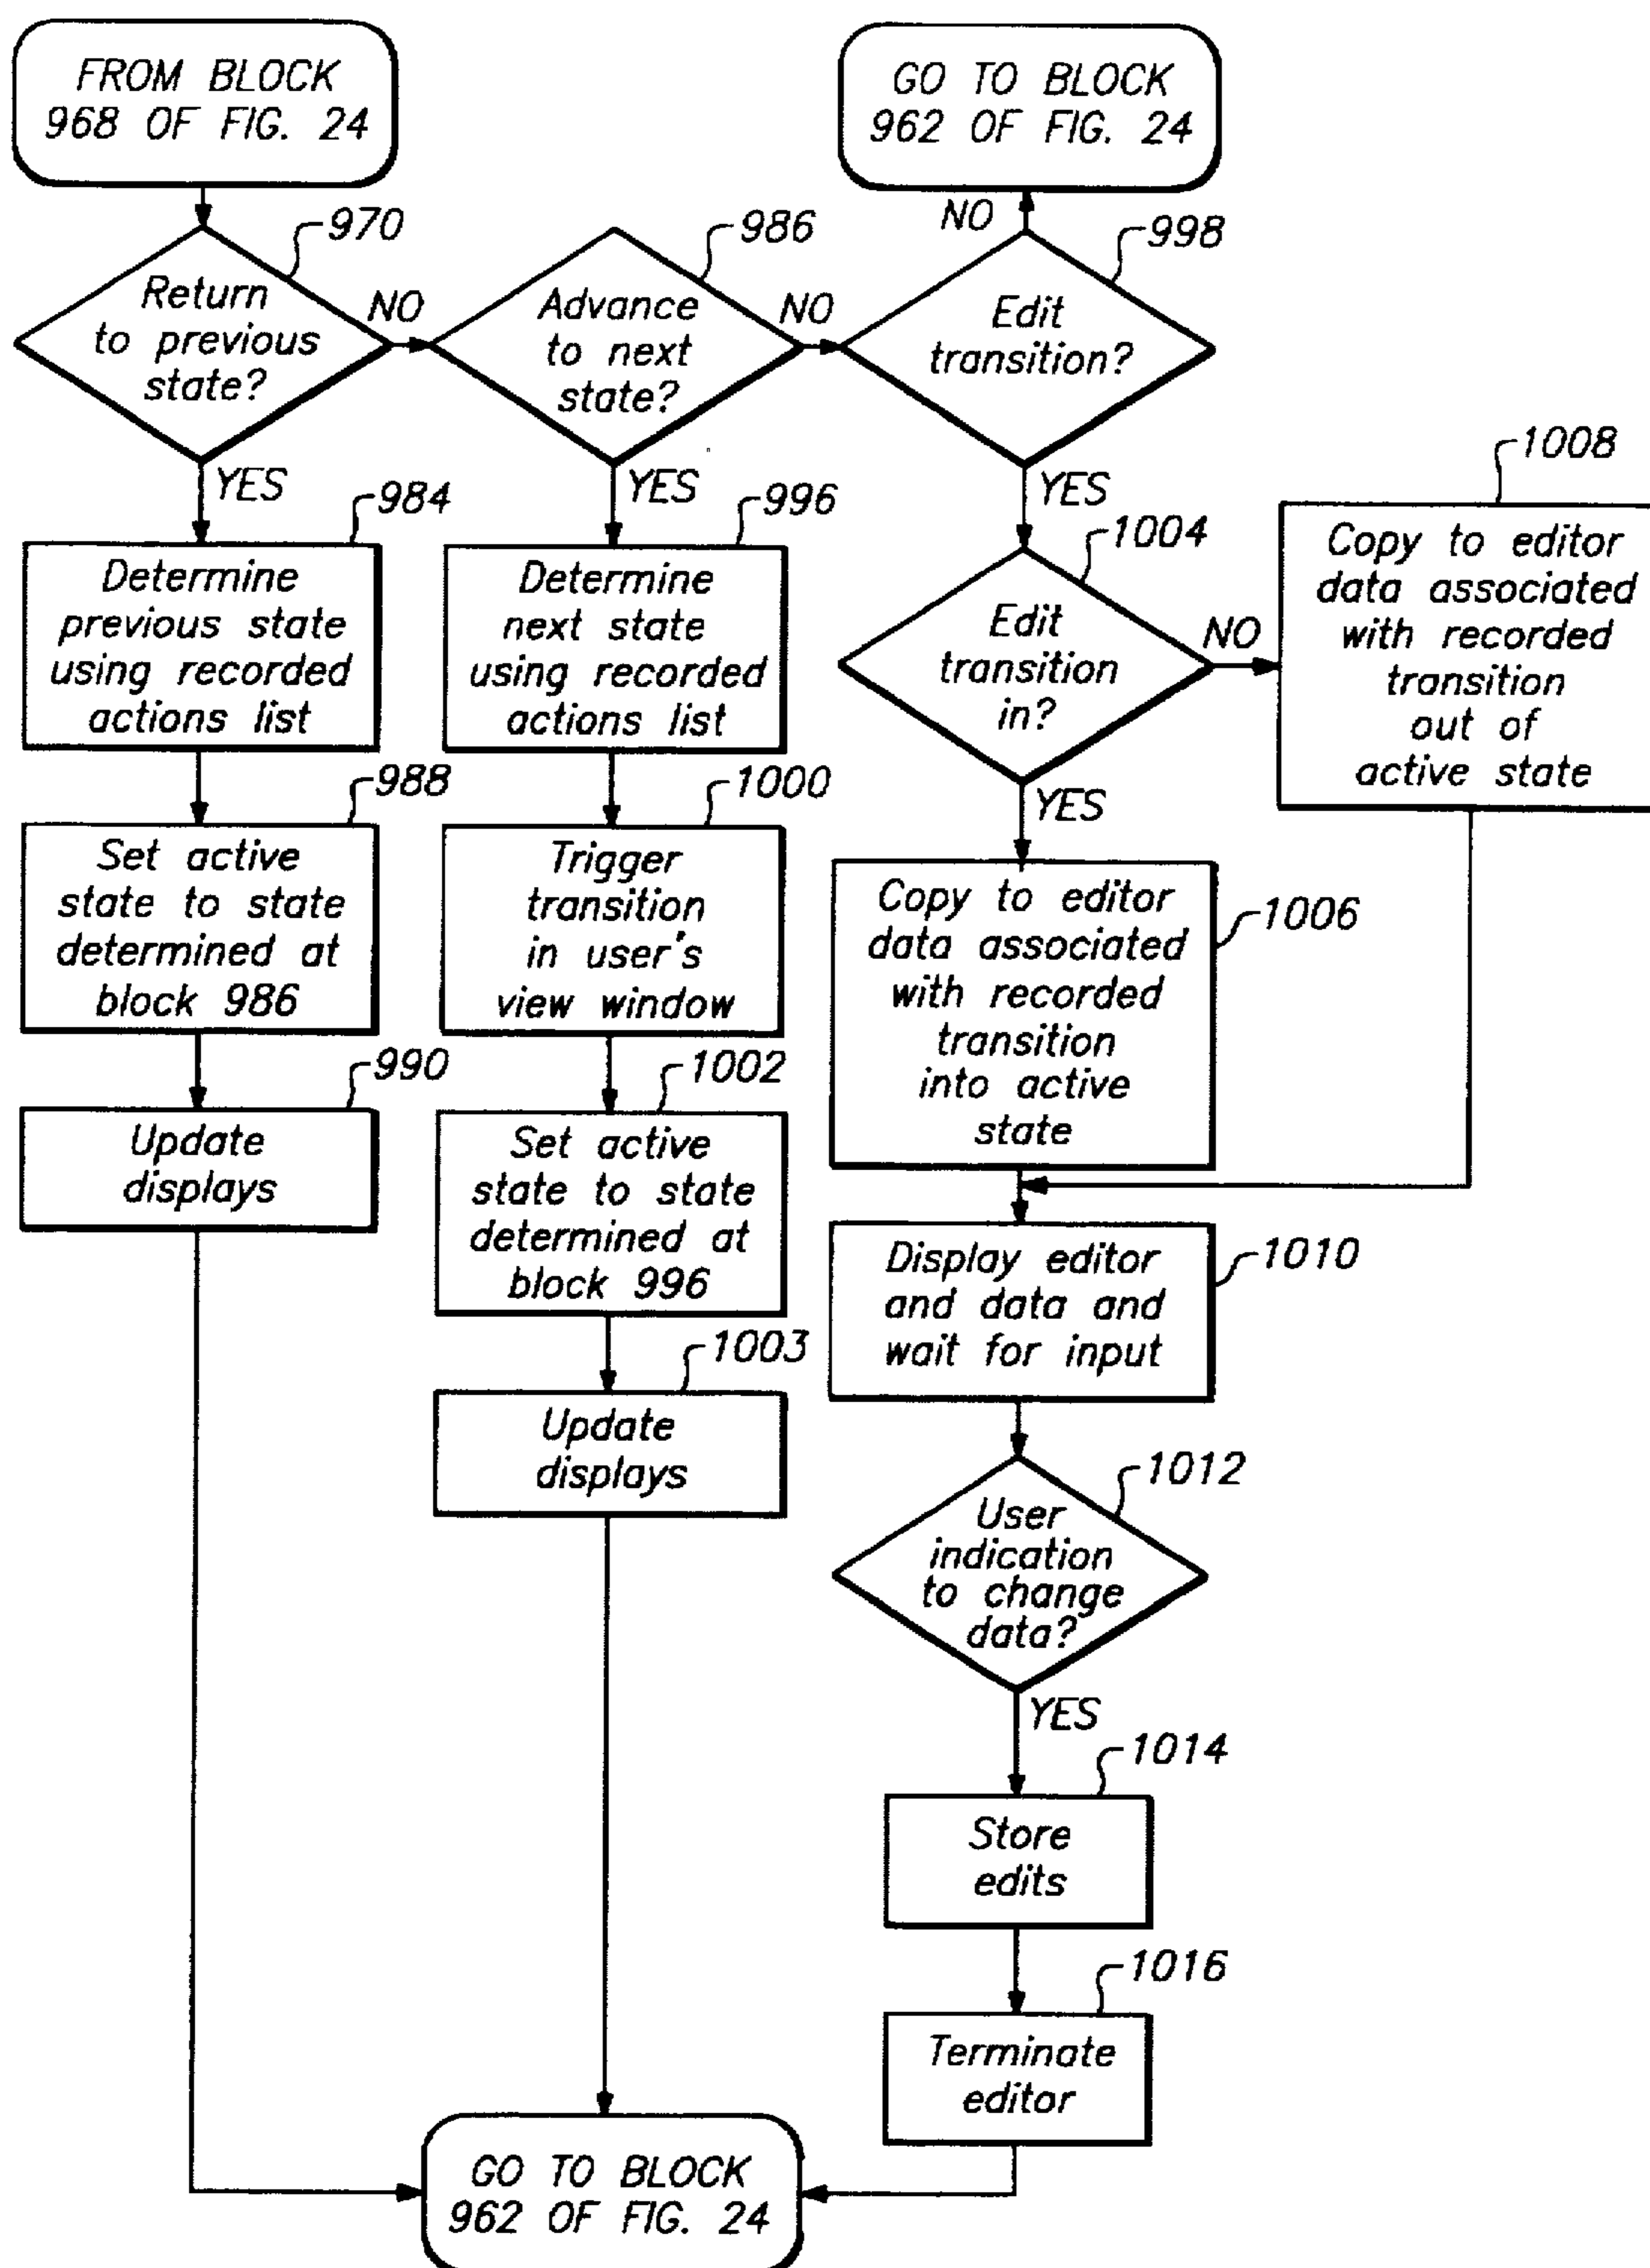 FROM BLOCK
968 OF FIG. 24
GO TO BLOCK
962 OF FIG. 24
970
Return
to previous
state?
NO
986
Advance
to next
state?
NO
NO
998
Edit
transition?
YES
984
Determine
previous state
using recorded
actions list
YES
996
Determine
next state
using recorded
actions list
YES
1004
Edit
transition
in?
NO
1008
Copy to editor
data associated
with recorded
transition
out of
active state
988
Set active
state to state
determined at
block 986
1000
Trigger
transition
in user's
view window
YES
1006
Copy to editor
data associated
with recorded
transition
into active
state
990
Update
displays
1002
Set active
state to state
determined at
block 996
1010
Display editor
and data and
wait for input
1003
Update
displays
1012
User
indication
to change
data?
YES
1014
Store
edits
1016
Terminate
editor
GO TO BLOCK
962 OF FIG. 24